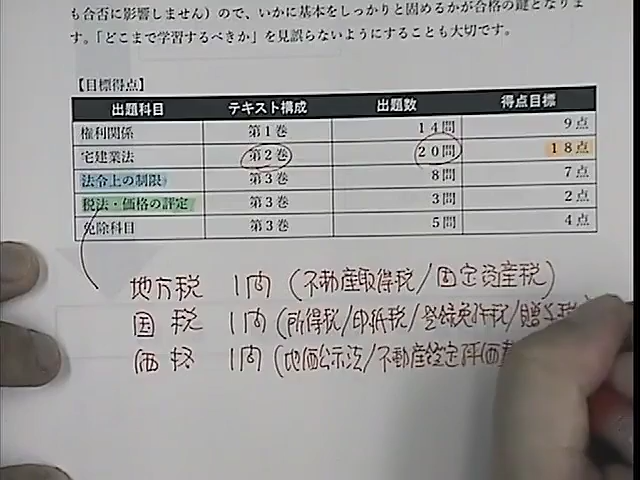 も合否に影響しません）ので、いかに基本をしっかりと固めるかが合格の鍵となりま
す。「どこまで学習するべきか」を見誤らないようにすることも大切です。
【目標得点】
出題科目 テキスト構成 出題数 得点目標
権利関係 第１巻 １４問 ９点
宅建業法 第２巻 ２０問 １８点
法令上の制限 第３巻 ８問 ７点
税法・価格の評定 第３巻 ３問 ２点
免除科目 第３巻 ５問 ４点
地方税 1問 (不動産取得税/固定資産税)
国税 1問 (所得税/印紙税/登録免許税/贈与税
価格 1問 (地価公示法/不動産鑑定評価